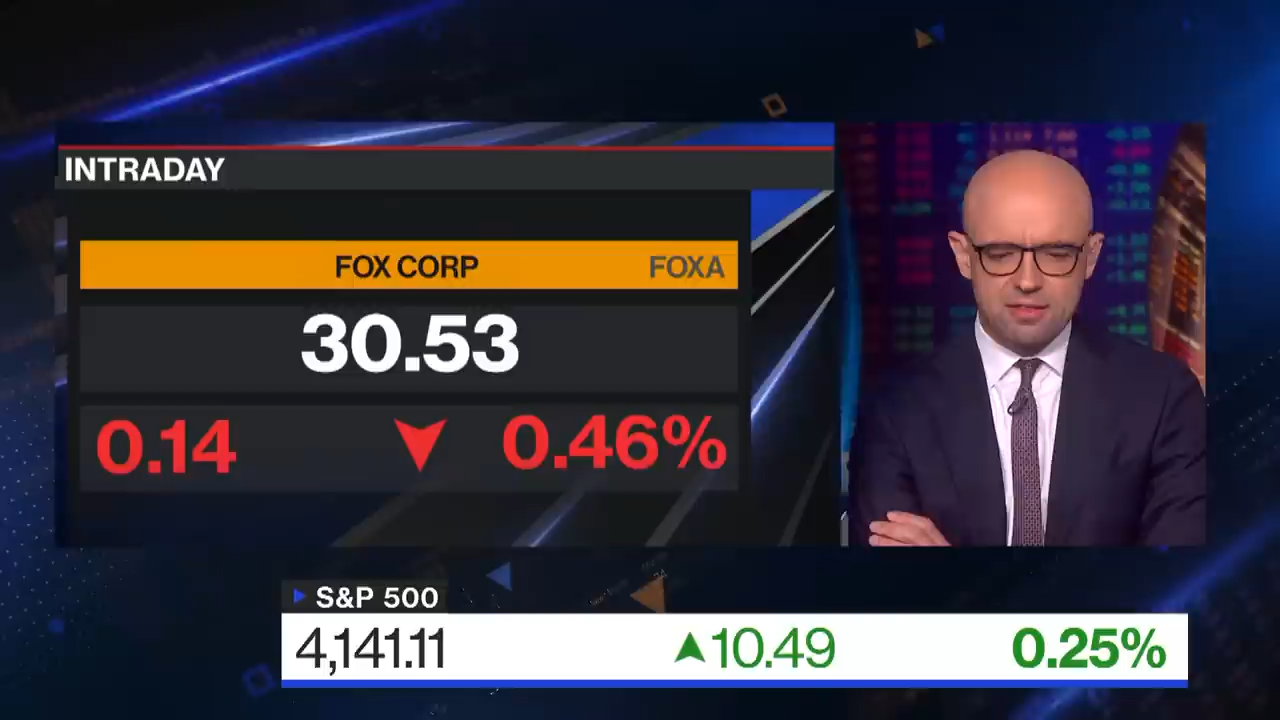 INTRADAY
FOX CORP FOXA
30.53
0.14 0.46%
S&P 500
4,141.11 10.49 0.25%